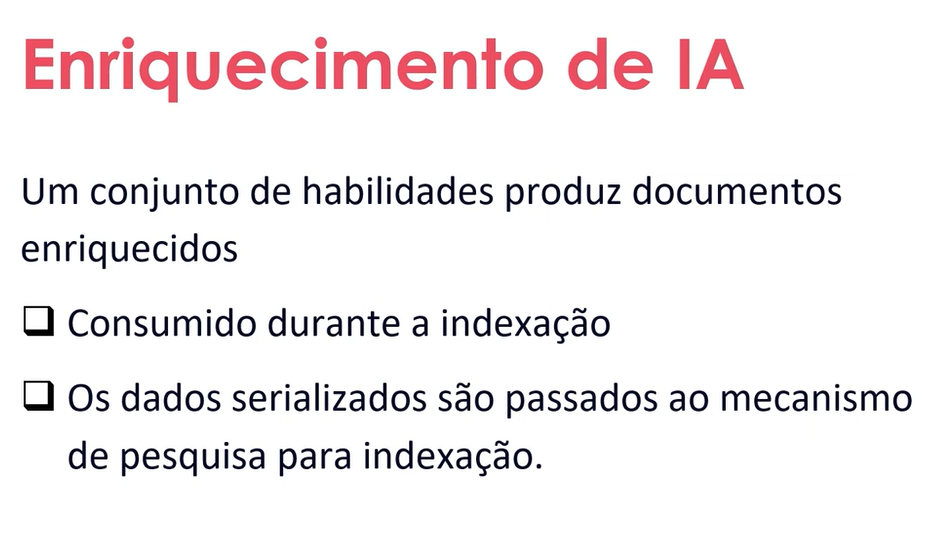 Enriquecimento de IA
Um conjunto de habilidades produz documentos
enriquecidos
❑ Consumido durante a indexação
❑ Os dados serializados são passados ao mecanismo
de pesquisa para indexação.